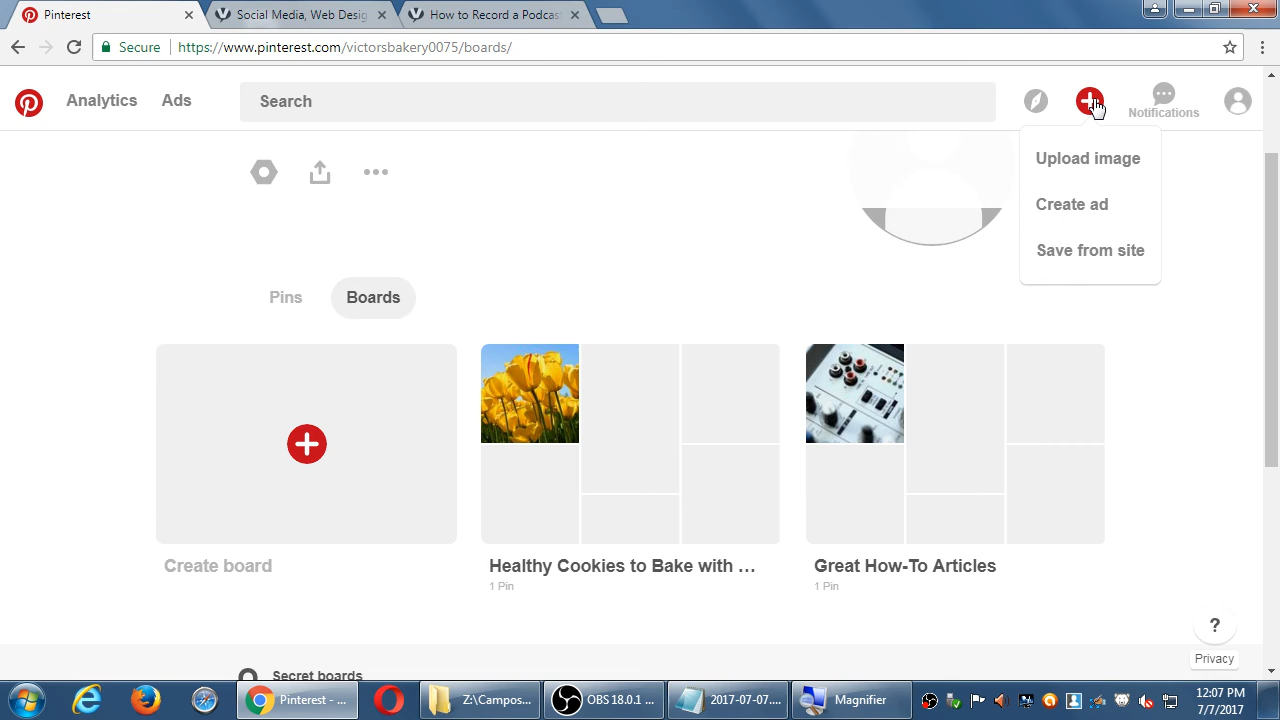 Pinterest
Social Media, Web Desig
How to Record a Podcas
Secure
https://www.pinterest.com/victorsbakery0075/boards/
Analytics
Ads
Search
Notifications
Upload image
Create ad
Save from site
Pins
Boards
Create board
Healthy Cookies to Bake with ...
1 Pin
Great How-To Articles
1 Pin
?
Privacy
Secret boards
Pinterest - ...
Z:\Campos...
OBS 18.0.1 ...
2017-07-07....
Magnifier
12:07 PM
7/7/2017